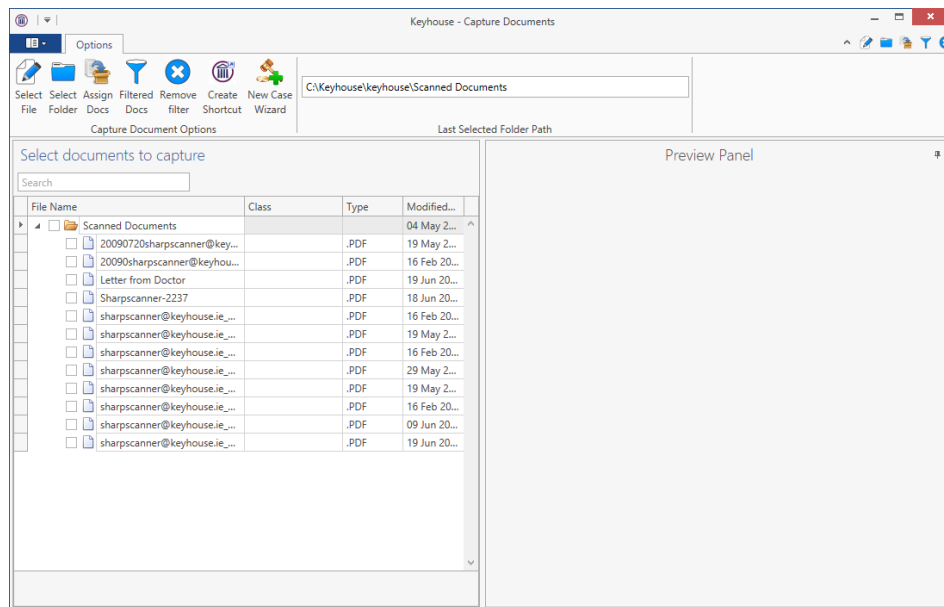 Keyhouse - Capture Documents
Options
Select File
Select Folder
Assign Docs
Filtered Docs
Remove filter
Create Shortcut
New Case Wizard
Capture Document Options
C:\Keyhouse\keyhouse\Scanned Documents
Last Selected Folder Path
Select documents to capture
Preview Panel
Search
File Name Class Type Modified...
Scanned Documents 04 May 2...
20090720sharpscanner@key... .PDF 19 May 2...
20090sharpscanner@keyhou... .PDF 16 Feb 20...
Letter from Doctor .PDF 19 Jun 20...
Sharpscanner-2237 .PDF 18 Jun 20...
sharpscanner@keyhouse.ie_... .PDF 16 Feb 20...
sharpscanner@keyhouse.ie_... .PDF 19 May 2...
sharpscanner@keyhouse.ie_... .PDF 16 Feb 20...
sharpscanner@keyhouse.ie_... .PDF 29 May 2...
sharpscanner@keyhouse.ie_... .PDF 19 May 2...
sharpscanner@keyhouse.ie_... .PDF 16 Feb 20...
sharpscanner@keyhouse.ie_... .PDF 09 Jun 20...
sharpscanner@keyhouse.ie_... .PDF 19 Jun 20...